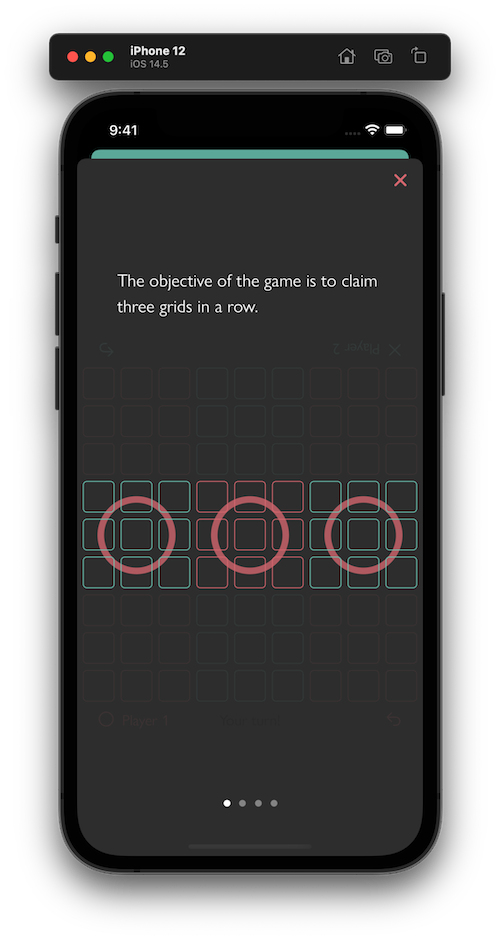 iPhone 12
iOS 14.5
9:41
The objective of the game is to claim
three grids in a row.
Player 2
Player 1